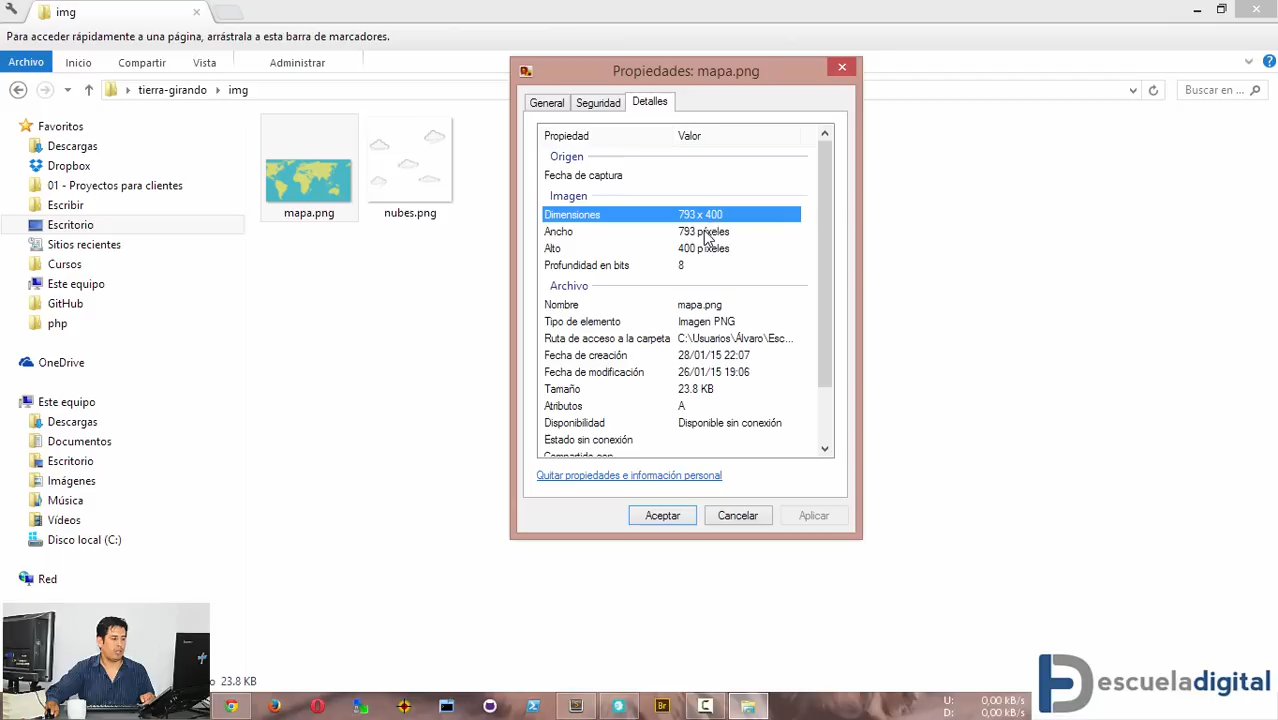 img
Para acceder rápidamente a una página, arrástrala a esta barra de marcadores.
Archivo Inicio Compartir Vista Administrar
tierra-girando img
Buscar en ...
Favoritos
Descargas
Dropbox
01 - Proyectos para clientes
Escribir
Escritorio
Sitios recientes
Cursos
Este equipo
GitHub
php
OneDrive
Este equipo
Descargas
Documentos
Escritorio
Imágenes
Música
Vídeos
Disco local (C:)
Red
mapa.png nubes.png
Propiedades: mapa.png
General Seguridad Detalles
Propiedad Valor
Origen
Fecha de captura
Imagen
Dimensiones 793 x 400
Ancho 793 píxeles
Alto 400 píxeles
Profundidad en bits 8
Archivo
Nombre mapa.png
Tipo de elemento Imagen PNG
Ruta de acceso a la carpeta C:\Usuarios\Álvaro\Esc...
Fecha de creación 28/01/15 22:07
Fecha de modificación 26/01/15 19:06
Tamaño 23.8 KB
Atributos A
Disponibilidad Disponible sin conexión
Estado sin conexión
Quitar propiedades e información personal
Aceptar Cancelar Aplicar
23.8 KB
Br
U: 0,00 kB/s
D: 0,00 kB/s
escueladigital